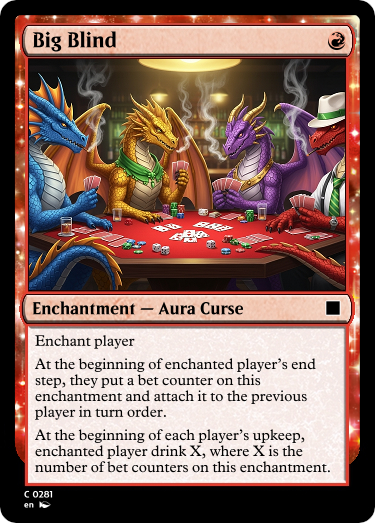 Big Blind
Enchantment — Aura Curse
Enchant player
At the beginning of enchanted player's end
step, they put a bet counter on this
enchantment and attach it to the previous
player in turn order.
At the beginning of each player's upkeep,
enchanted player drink X, where X is the
number of bet counters on this enchantment.
C 0281
en